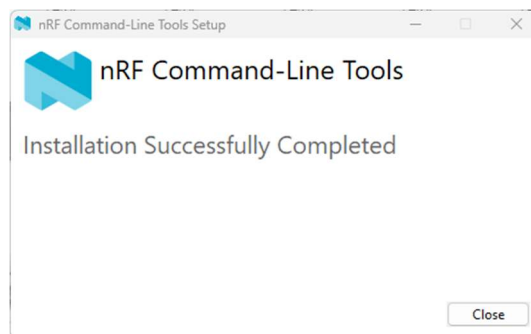 nRF Command-Line Tools Setup
nRF Command-Line Tools
Installation Successfully Completed
Close